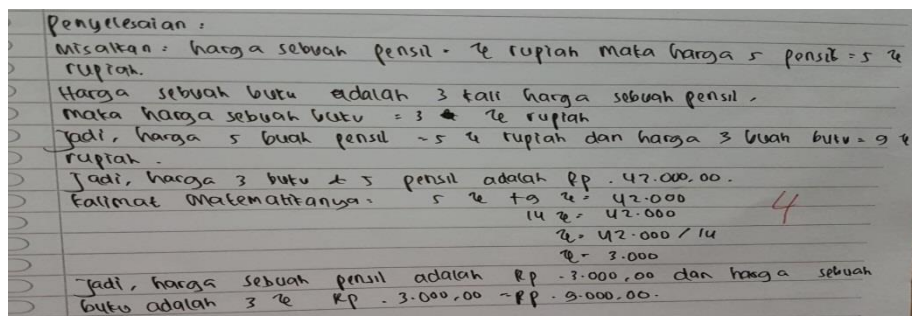 Penyelesaian :
Misalkan : harga sebuah pensil = x rupiah maka harga 5 pensil = 5 x
rupiah.
Harga sebuah buku adalah 3 kali harga sebuah pensil.
Maka harga sebuah buku = 3 x rupiah
Jadi, harga 5 buah pensil = 5 x rupiah dan harga 3 buah buku = 9 x
rupiah.
Jadi, harga 3 buku & 5 pensil adalah Rp. 42.000,00.
Kalimat Matematikanya : 5 x + 9 x = 42.000
14 x = 42.000
4
x = 42.000 / 14
x = 3.000
Jadi, harga sebuah pensil adalah Rp. 3.000,00 dan harga sebuah
buku adalah 3 x Rp. 3.000,00 = Rp. 9.000,00.